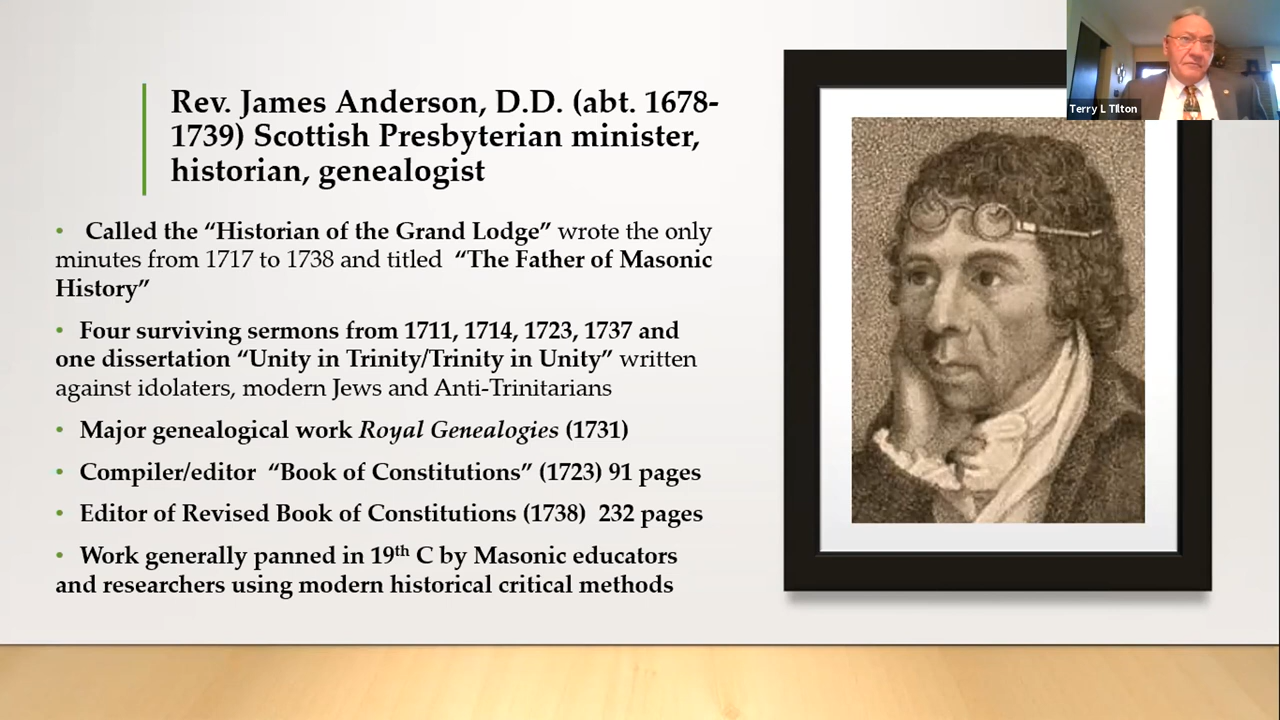 Rev. James Anderson, D.D. (abt. 1678-
1739) Scottish Presbyterian minister,
historian, genealogist
• Called the “Historian of the Grand Lodge” wrote the only
minutes from 1717 to 1738 and titled “The Father of Masonic
History”
• Four surviving sermons from 1711, 1714, 1723, 1737 and
one dissertation “Unity in Trinity/Trinity in Unity” written
against idolaters, modern Jews and Anti-Trinitarians
• Major genealogical work Royal Genealogies (1731)
• Compiler/editor “Book of Constitutions” (1723) 91 pages
• Editor of Revised Book of Constitutions (1738) 232 pages
• Work generally panned in 19th C by Masonic educators
and researchers using modern historical critical methods
Terry L Tilton